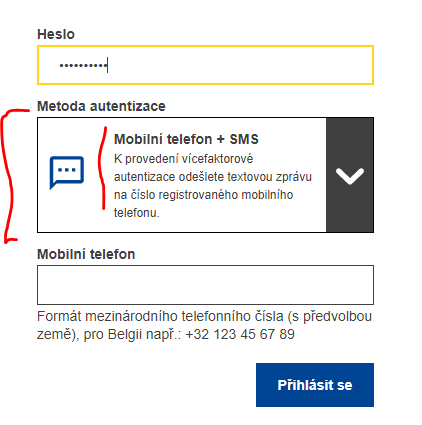 Heslo
••••••••••
Metoda autentizace
Mobilní telefon + SMS
K provedení vícefaktorové
autentizace odešlete textovou zprávu
na číslo registrovaného mobilního
telefonu.
Mobilní telefon
Formát mezinárodního telefonního čísla (s předvolbou
země), pro Belgii např.: +32 123 45 67 89
Přihlásit se